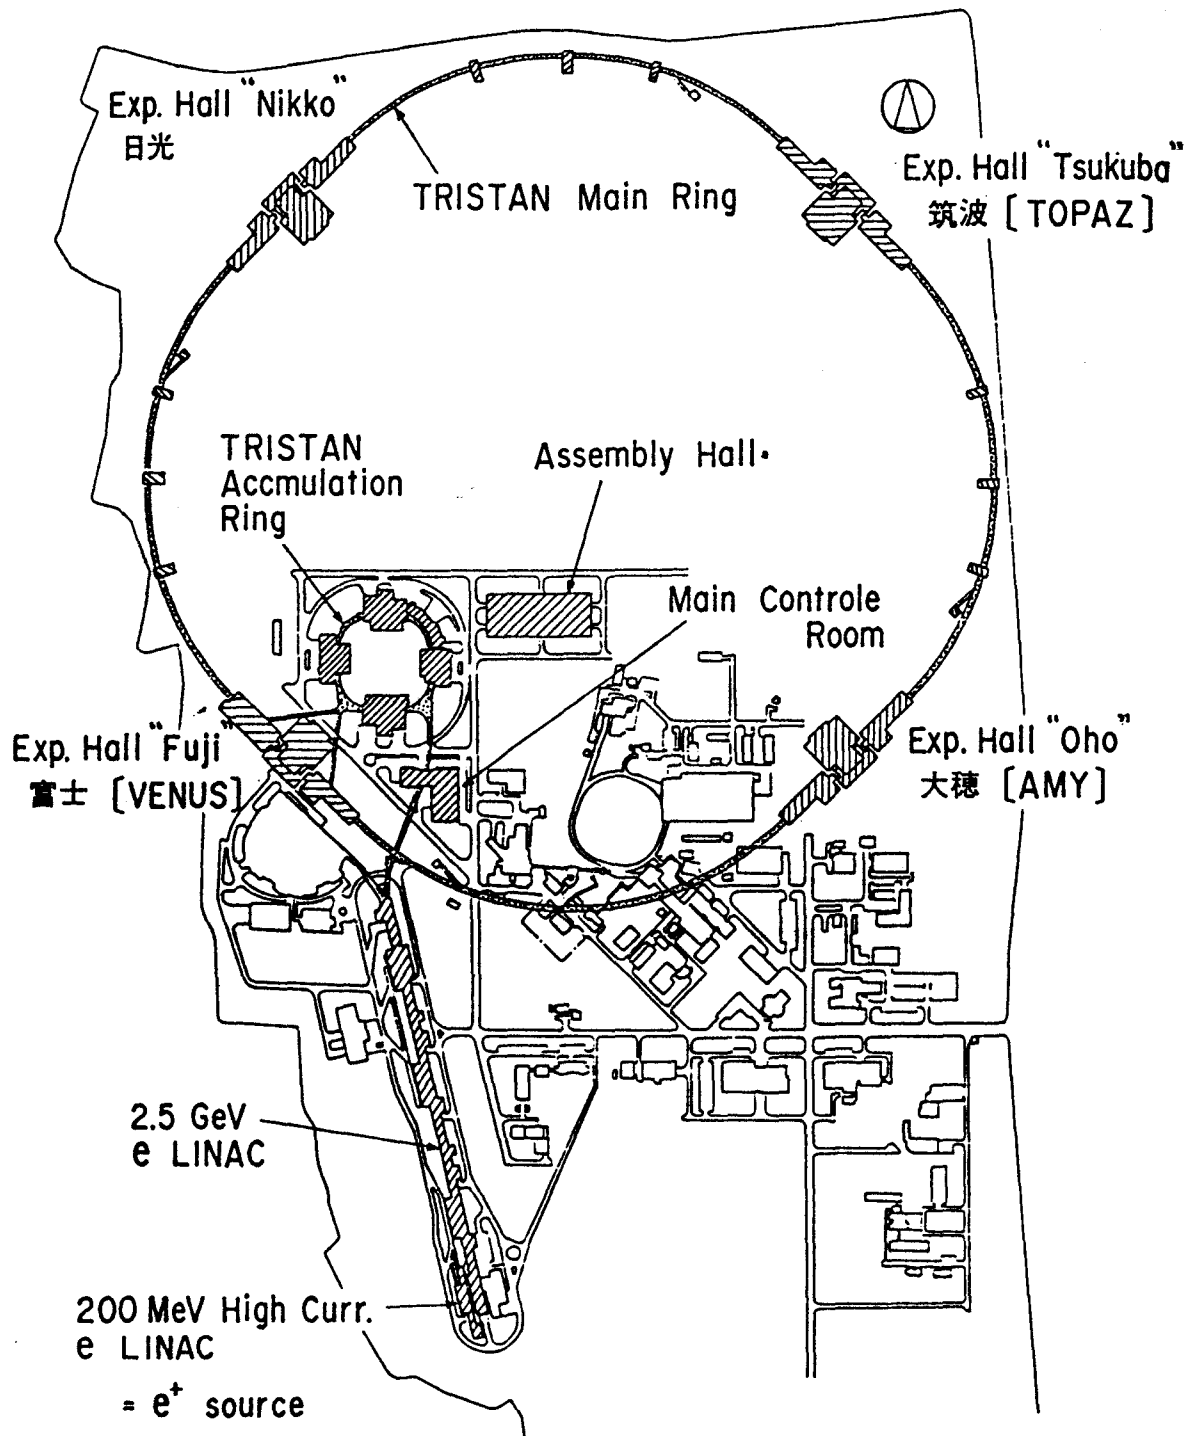 Exp. Hall "Nikko"
日光
TRISTAN Main Ring
Exp. Hall "Tsukuba"
筑波 [TOPAZ]
TRISTAN
Accmulation
Ring
Assembly Hall
Main Controle
Room
Exp. Hall "Fuji"
富士 [VENUS]
Exp. Hall "Oho"
大穂 [AMY]
2.5 GeV
e LINAC
200 MeV High Curr.
e LINAC
= e⁺ source